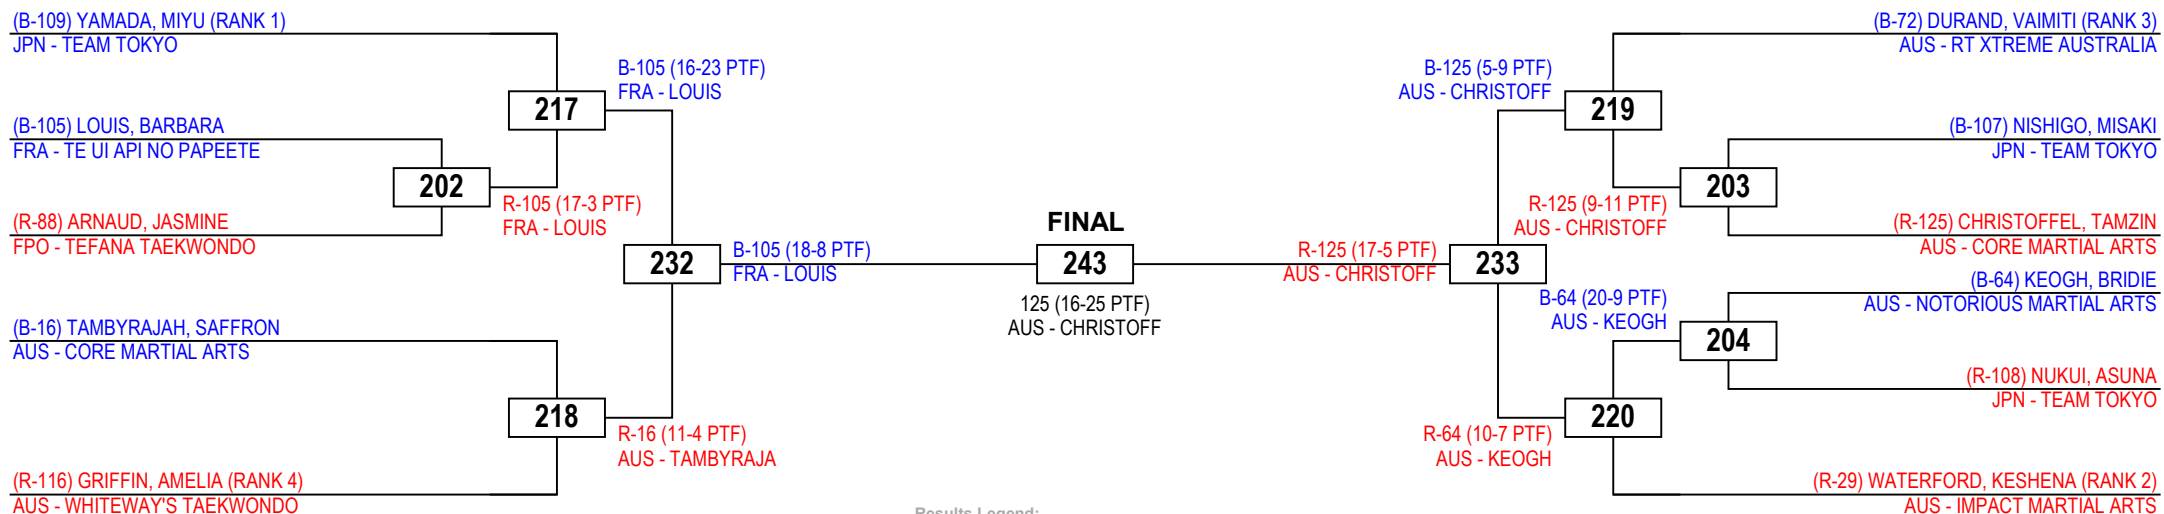 (B-109) YAMADA, MIYU (RANK 1)
JPN - TEAM TOKYO
B-105 (16-23 PTF)
FRA - LOUIS
217
(B-105) LOUIS, BARBARA
FRA - TE UI API NO PAPEETE
202
R-105 (17-3 PTF)
FRA - LOUIS
(R-88) ARNAUD, JASMINE
FPO - TEFANA TAEKWONDO
232
B-105 (18-8 PTF)
FRA - LOUIS
(B-16) TAMBYRAJAH, SAFFRON
AUS - CORE MARTIAL ARTS
218
R-16 (11-4 PTF)
AUS - TAMBYRAJA
(R-116) GRIFFIN, AMELIA (RANK 4)
AUS - WHITEWAY'S TAEKWONDO
FINAL
243
125 (16-25 PTF)
AUS - CHRISTOFF
(B-72) DURAND, VAIMITI (RANK 3)
AUS - RT XTREME AUSTRALIA
B-125 (5-9 PTF)
AUS - CHRISTOFF
219
(B-107) NISHIGO, MISAKI
JPN - TEAM TOKYO
203
R-125 (9-11 PTF)
AUS - CHRISTOFF
(R-125) CHRISTOFFEL, TAMZIN
AUS - CORE MARTIAL ARTS
R-125 (17-5 PTF)
AUS - CHRISTOFF
233
(B-64) KEOGH, BRIDIE
AUS - NOTORIOUS MARTIAL ARTS
B-64 (20-9 PTF)
AUS - KEOGH
204
(R-108) NUKUI, ASUNA
JPN - TEAM TOKYO
220
R-64 (10-7 PTF)
AUS - KEOGH
(R-29) WATERFORD, KESHENA (RANK 2)
AUS - IMPACT MARTIAL ARTS
Results Legend: